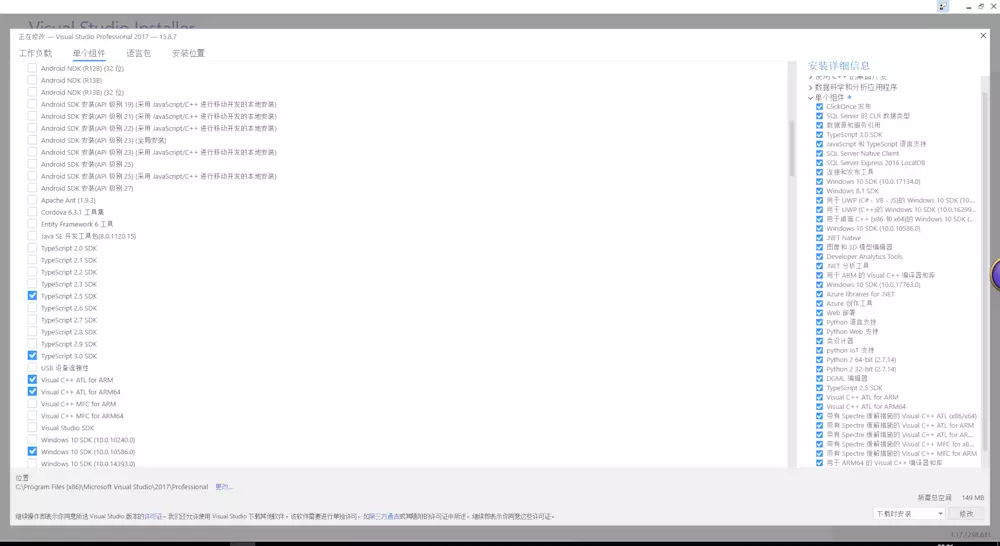 Visual Studio Installer
正在修改 — Visual Studio Professional 2017 — 15.8.7
工作负载 单个组件 语言包 安装位置
Android NDK (R12B) (32 位)
Android NDK (R13B)
Android NDK (R13B) (32 位)
Android SDK 安装(API 级别 19) (采用 JavaScript/C++ 进行移动开发的本地安装)
Android SDK 安装(API 级别 21) (采用 JavaScript/C++ 进行移动开发的本地安装)
Android SDK 安装(API 级别 22) (采用 JavaScript/C++ 进行移动开发的本地安装)
Android SDK 安装(API 级别 23) (全局安装)
Android SDK 安装(API 级别 23) (采用 JavaScript/C++ 进行移动开发的本地安装)
Android SDK 安装(API 级别 25)
Android SDK 安装(API 级别 25) (采用 JavaScript/C++ 进行移动开发的本地安装)
Android SDK 安装(API 级别 27)
Apache Ant (1.9.3)
Cordova 6.3.1 工具集
Entity Framework 6 工具
Java SE 开发工具包(8.0.1120.15)
TypeScript 2.0 SDK
TypeScript 2.1 SDK
TypeScript 2.2 SDK
TypeScript 2.3 SDK
TypeScript 2.5 SDK
TypeScript 2.6 SDK
TypeScript 2.7 SDK
TypeScript 2.8 SDK
TypeScript 2.9 SDK
TypeScript 3.0 SDK
USB 设备连接性
Visual C++ ATL for ARM
Visual C++ ATL for ARM64
Visual C++ MFC for ARM
Visual C++ MFC for ARM64
Visual Studio SDK
Windows 10 SDK (10.0.10240.0)
Windows 10 SDK (10.0.10586.0)
Windows 10 SDK (10.0.14393.0)
安装详细信息
使用 C++ 的桌面开发
数据科学和分析应用程序
单个组件 *
ClickOnce 发布
SQL Server 的 CLR 数据类型
数据源和服务引用
TypeScript 3.0 SDK
JavaScript 和 TypeScript 语言支持
SQL Server Native Client
SQL Server Express 2016 LocalDB
连接和发布工具
Windows 10 SDK (10.0.17134.0)
Windows 8.1 SDK
用于 UWP (C# - VB - JS)的 Windows 10 SDK (10....
用于 UWP (C++)的 Windows 10 SDK (10.0.16299...
用于桌面 C++ [x86 和 x64]的 Windows 10 SDK (...
Windows 10 SDK (10.0.10586.0)
.NET Native
图像和 3D 模型编辑器
Developer Analytics Tools
.NET 分析工具
用于 ARM 的 Visual C++ 编译器和库
Windows 10 SDK (10.0.17763.0)
Azure libraries for .NET
Azure 创作工具
Web 部署
Python 语言支持
Python Web 支持
类设计器
python IoT 支持
Python 2 64-bit (2.7.14)
Python 2 32-bit (2.7.14)
DGML 编辑器
TypeScript 2.5 SDK
Visual C++ ATL for ARM
Visual C++ ATL for ARM64
带有 Spectre 缓解措施的 Visual C++ ATL (x86/x64)
带有 Spectre 缓解措施的 Visual C++ ATL for ARM
带有 Spectre 缓解措施的 Visual C++ ATL for AR...
带有 Spectre 缓解措施的 Visual C++ MFC for x8...
带有 Spectre 缓解措施的 Visual C++ MFC for ARM
用于 ARM64 的 Visual C++ 编译器和库
位置
C:\Program Files (x86)\Microsoft Visual Studio\2017\Professional 更改...
所需总空间 149 MB
继续操作即表示你同意所选 Visual Studio 版本的许可证。我们还允许使用 Visual Studio 下载其他软件。该软件需要进行单独许可，如第三方通告或其随附的许可证中所述。继续即表示你同意这些许可证。
下载时安装 修改
1.17.1298.831